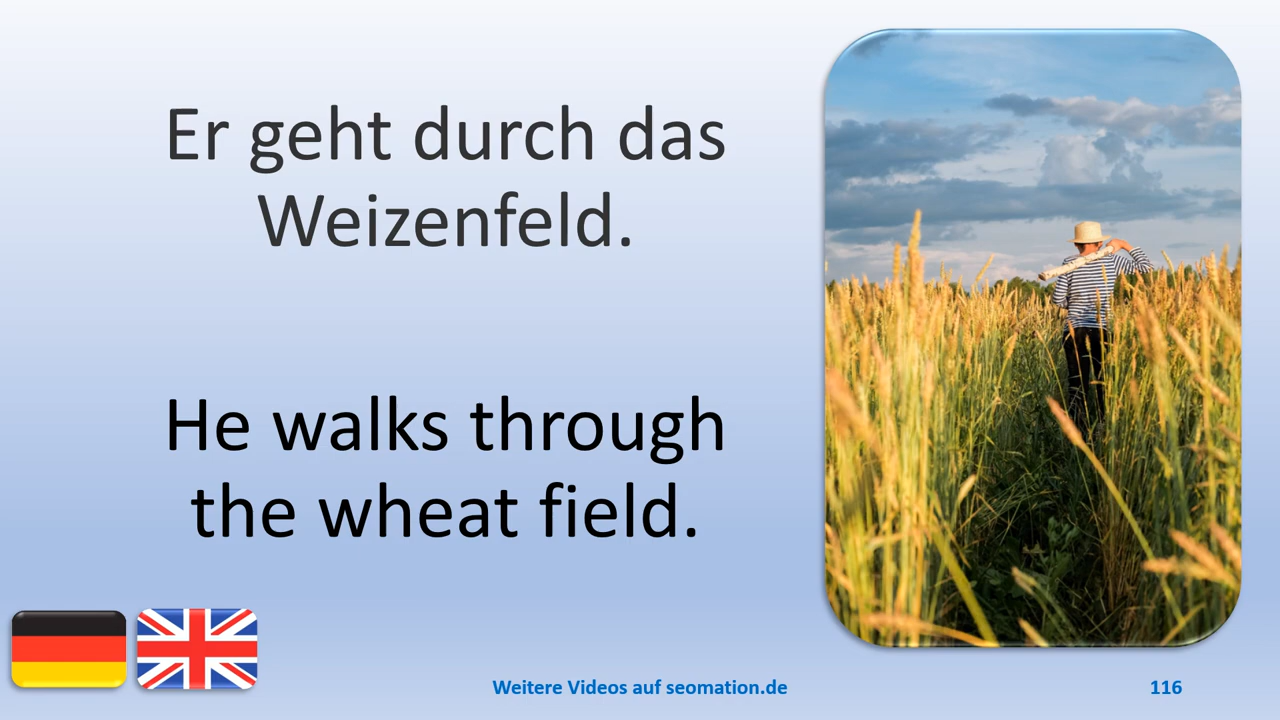 Er geht durch das
Weizenfeld.
He walks through
the wheat field.
Weitere Videos auf seomation.de
116